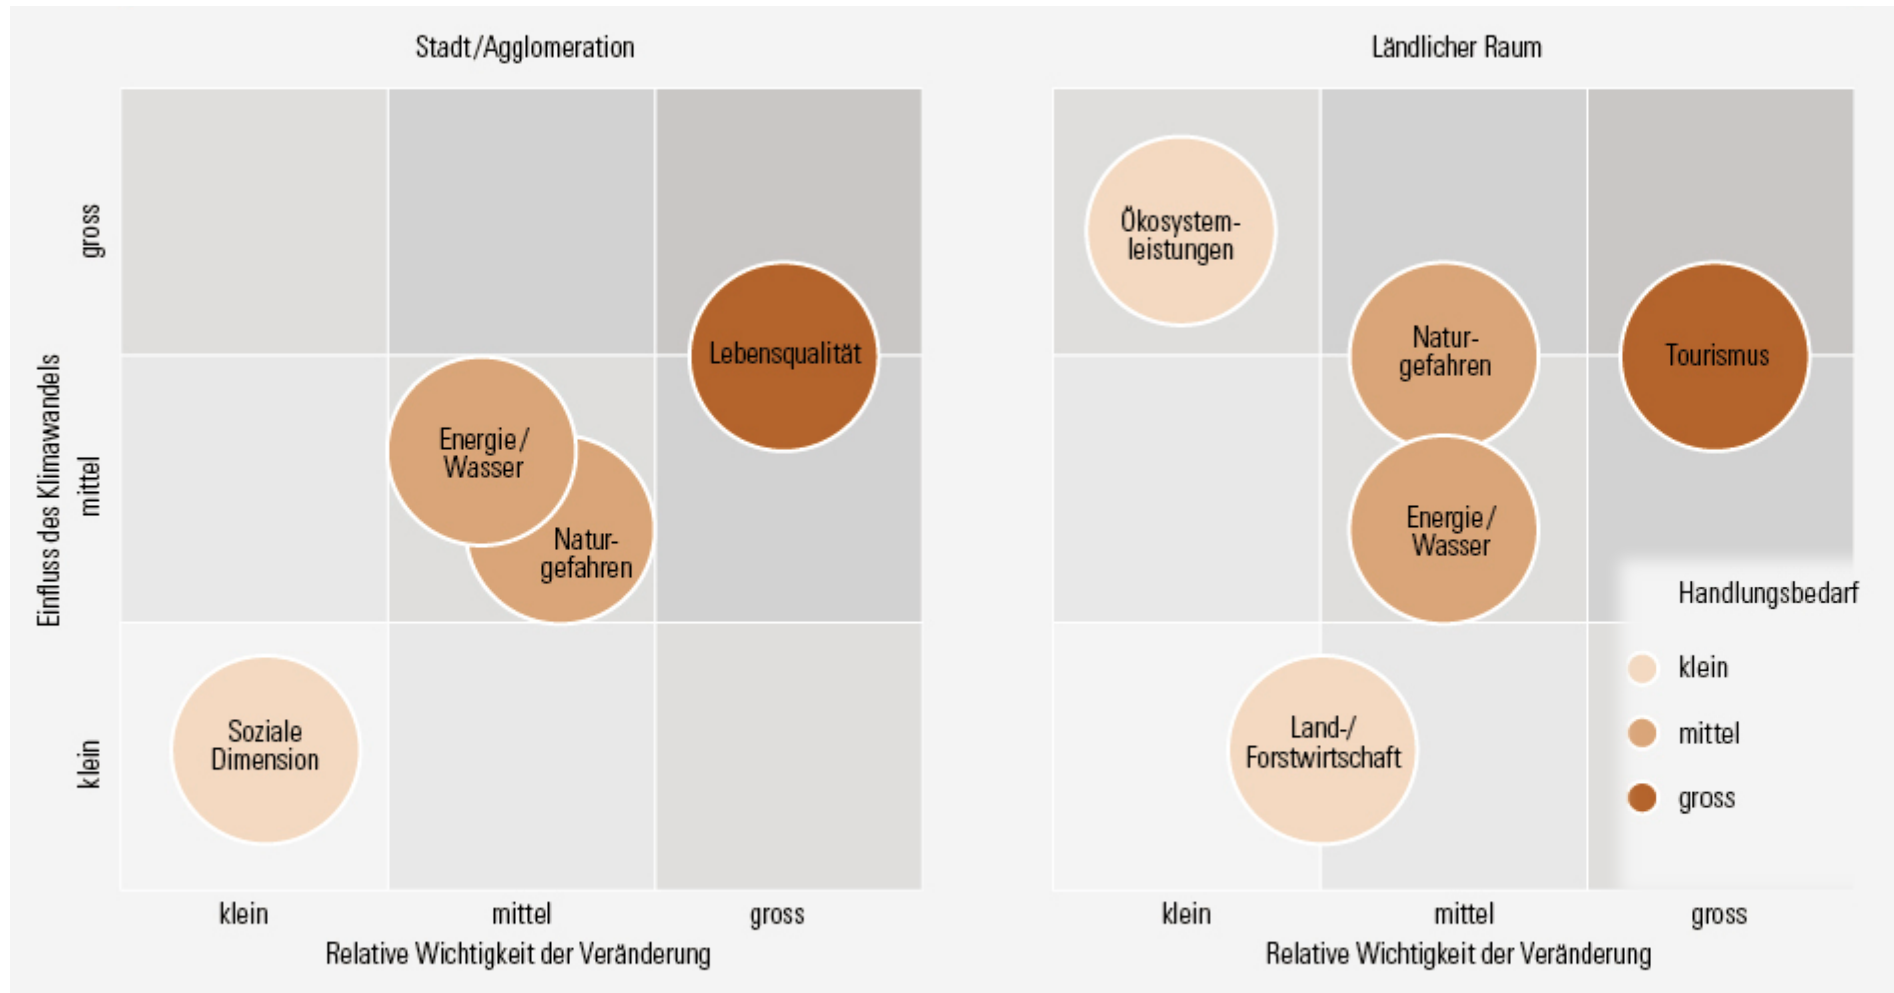 Stadt/Agglomeration
Einfluss des Klimawandels
gross
mittel
klein
Lebensqualität
Energie/
Wasser
Natur-
gefahren
Soziale
Dimension
klein
mittel
gross
Relative Wichtigkeit der Veränderung
Ländlicher Raum
Ökosystem-
leistungen
Natur-
gefahren
Tourismus
Energie/
Wasser
Land-/
Forstwirtschaft
Handlungsbedarf
klein
mittel
gross
klein
mittel
gross
Relative Wichtigkeit der Veränderung